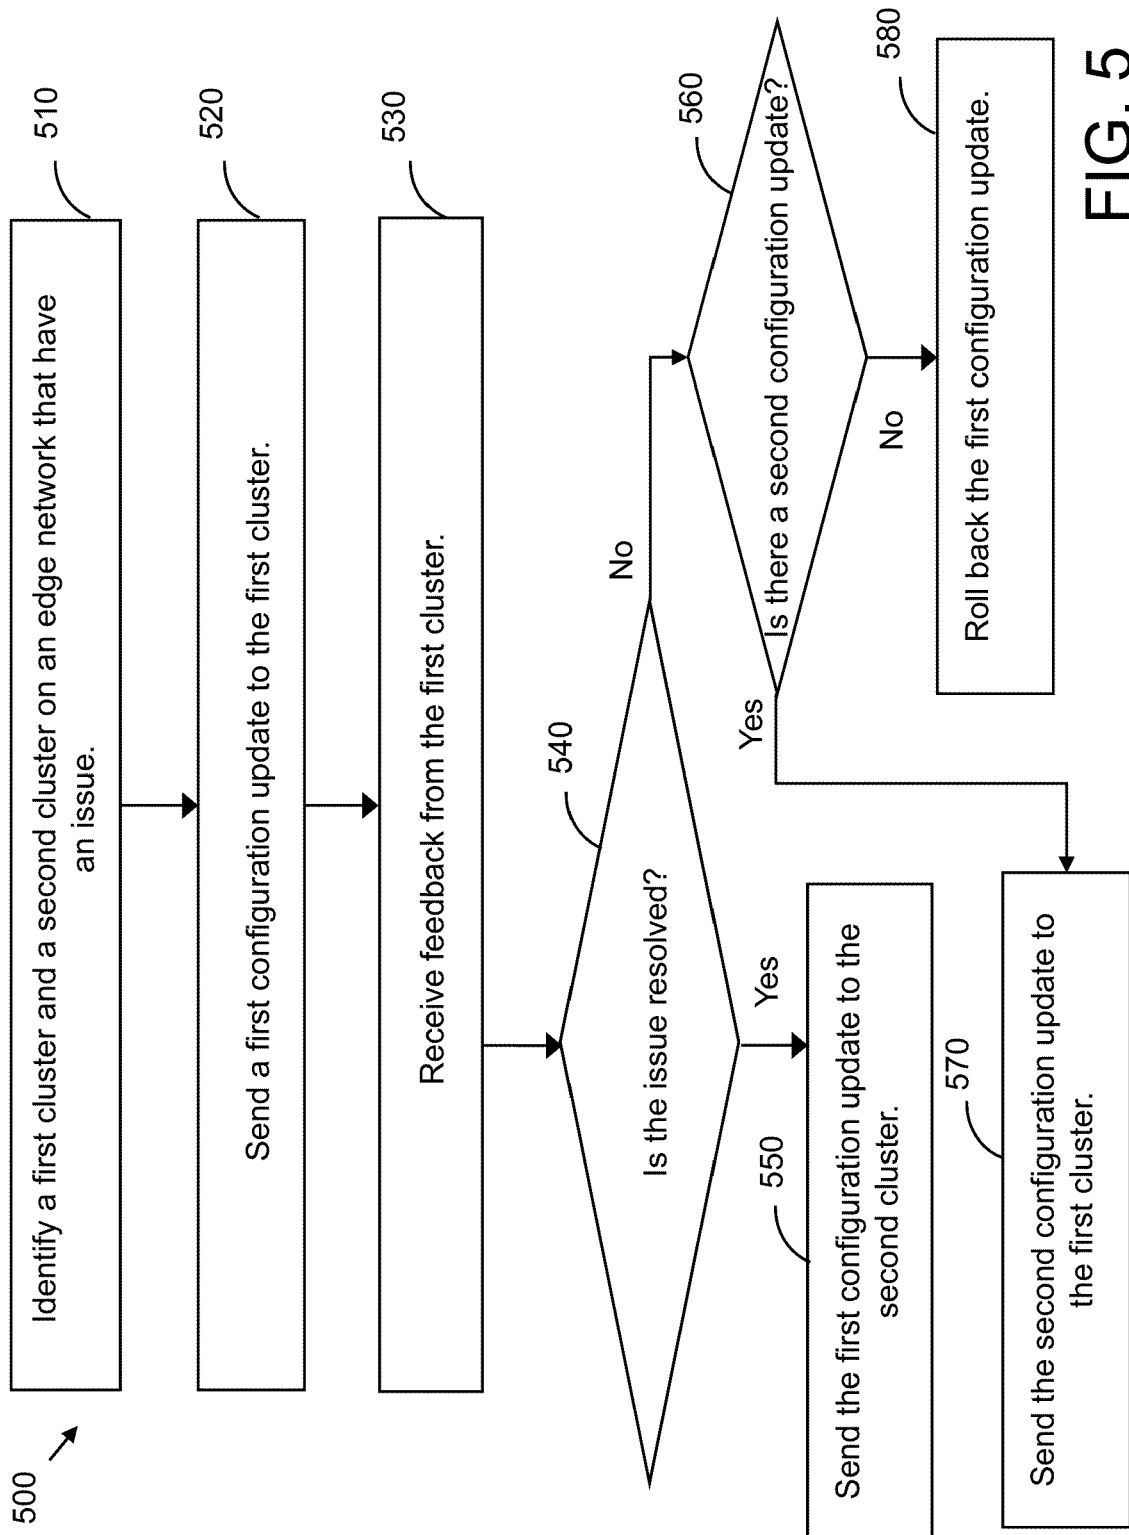 500
510
Identify a first cluster and a second cluster on an edge network that have
an issue.
520
Send a first configuration update to the first cluster.
530
Receive feedback from the first cluster.
540
Is the issue resolved?
No
Yes
550
Send the first configuration update to the
second cluster.
560
Is there a second configuration update?
Yes
No
570
Send the second configuration update to
the first cluster.
580
Roll back the first configuration update.
FIG. 5